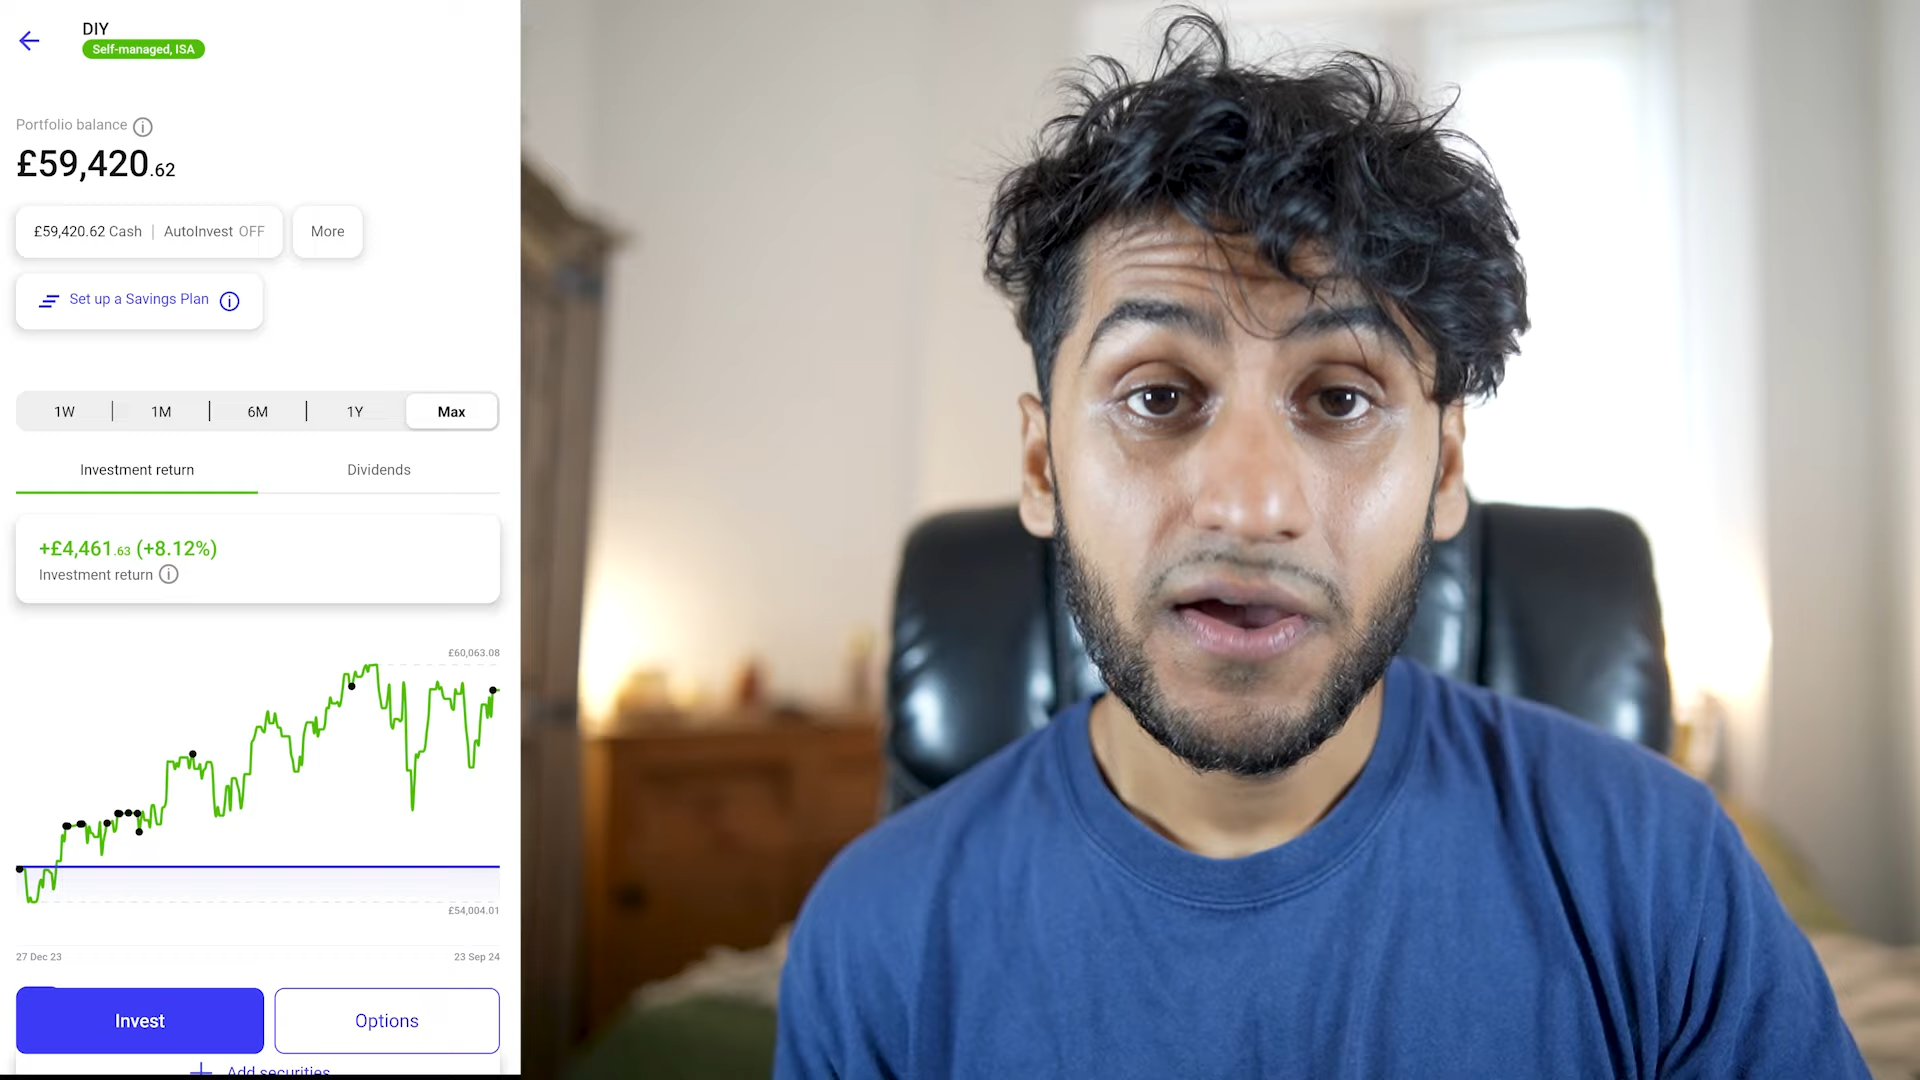 DIY
Self-managed, ISA
Portfolio balance
£59,420.62
£59,420.62 Cash | AutoInvest OFF
More
Set up a Savings Plan
1W | 1M | 6M | 1Y Max
Investment return Dividends
+£4,461.63 (+8.12%)
Investment return
£60,063.08
£54,004.01
27 Dec 23 23 Sep 24
Invest Options
+ Add securities